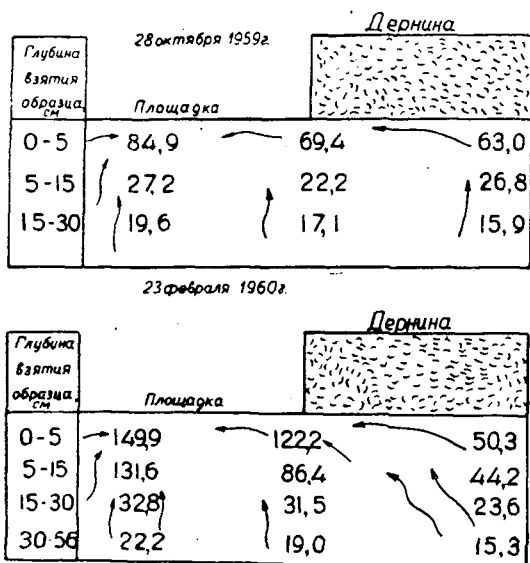 28 октября 1959г.
Дернина
Глубина
взятия
образца,
см
Площадка
0-5 84,9 69,4 63,0
5-15 27,2 22,2 26,8
15-30 19,6 17,1 15,9
23 февраля 1960г.
Дернина
Глубина
взятия
образца,
см
Площадка
0-5 149,9 122,2 50,3
5-15 131,6 86,4 44,2
15-30 32,8 31,5 23,6
30-56 22,2 19,0 15,3